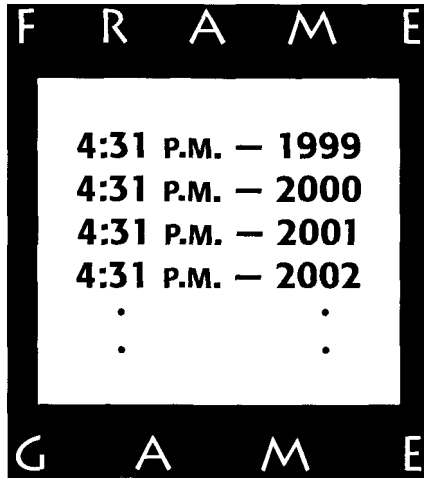 F R A M E
4:31 P.M. — 1999
4:31 P.M. — 2000
4:31 P.M. — 2001
4:31 P.M. — 2002
. .
. .
G A M E